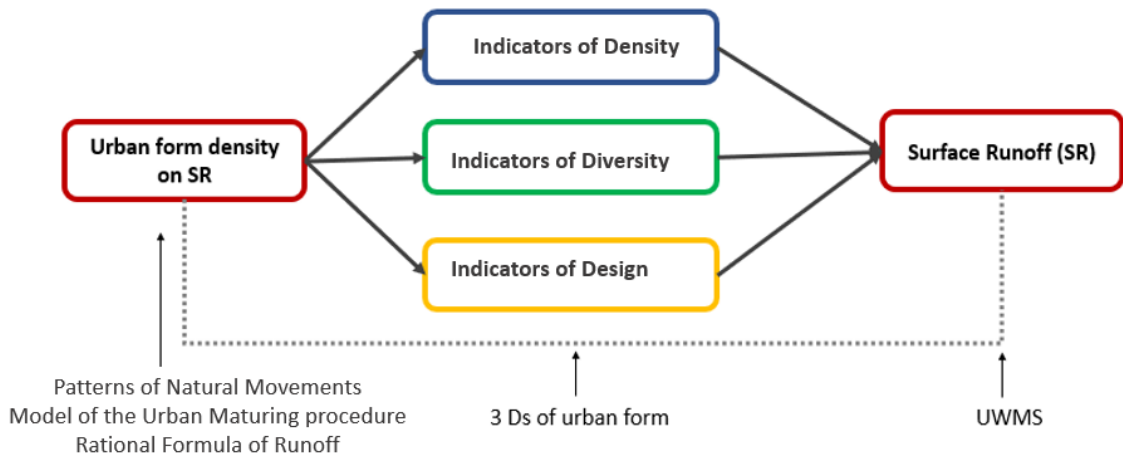 Indicators of Density
Urban form density
on SR
Indicators of Diversity
Surface Runoff (SR)
Indicators of Design
Patterns of Natural Movements
Model of the Urban Maturing procedure
Rational Formula of Runoff
3 Ds of urban form
UWMS